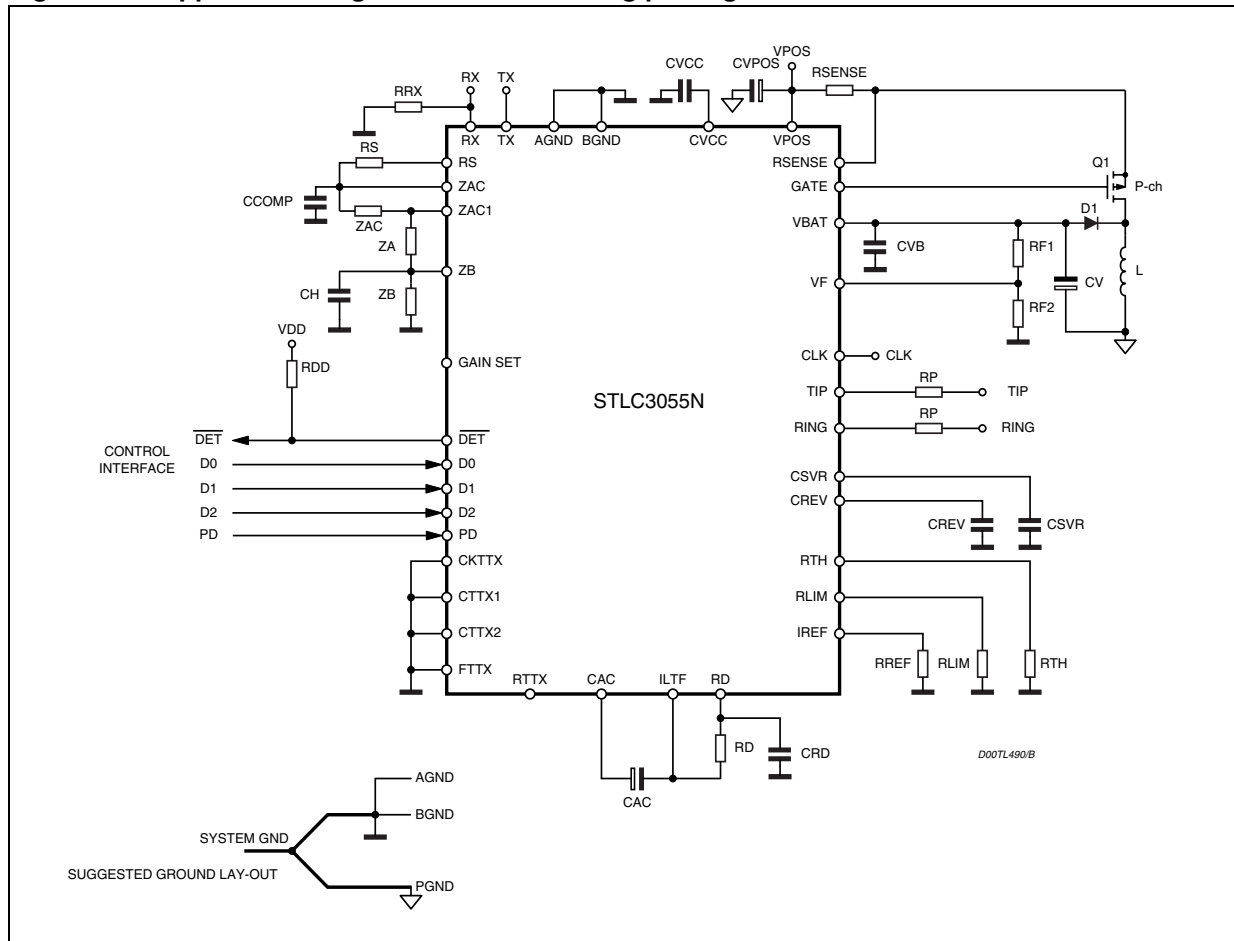 VPOS
RX TX CVCC CVPOS RSENSE
RRX
RX TX AGND BGND CVCC VPOS
RS RS RSENSE
Q1
ZAC GATE P-ch
CCOMP
ZAC1 VBAT D1
ZAC
ZA CVB RF1
ZB L
CH ZB VF CV
RF2
VDD
RDD CLK CLK
GAIN SET
STLC3055N
TIP RP TIP
RING RP RING
CONTROL INTERFACE
DET DET
D0 D0
D1 D1
D2 D2
PD PD
CSVR
CREV CREV CSVR
CKTTX RTH
CTTX1 RLIM
CTTX2 IREF
RREF RLIM RTH
FTTX
RTTX CAC ILTF RD
RD CRD
D00TL490/B
CAC
AGND
BGND
SYSTEM GND
SUGGESTED GROUND LAY-OUT
PGND